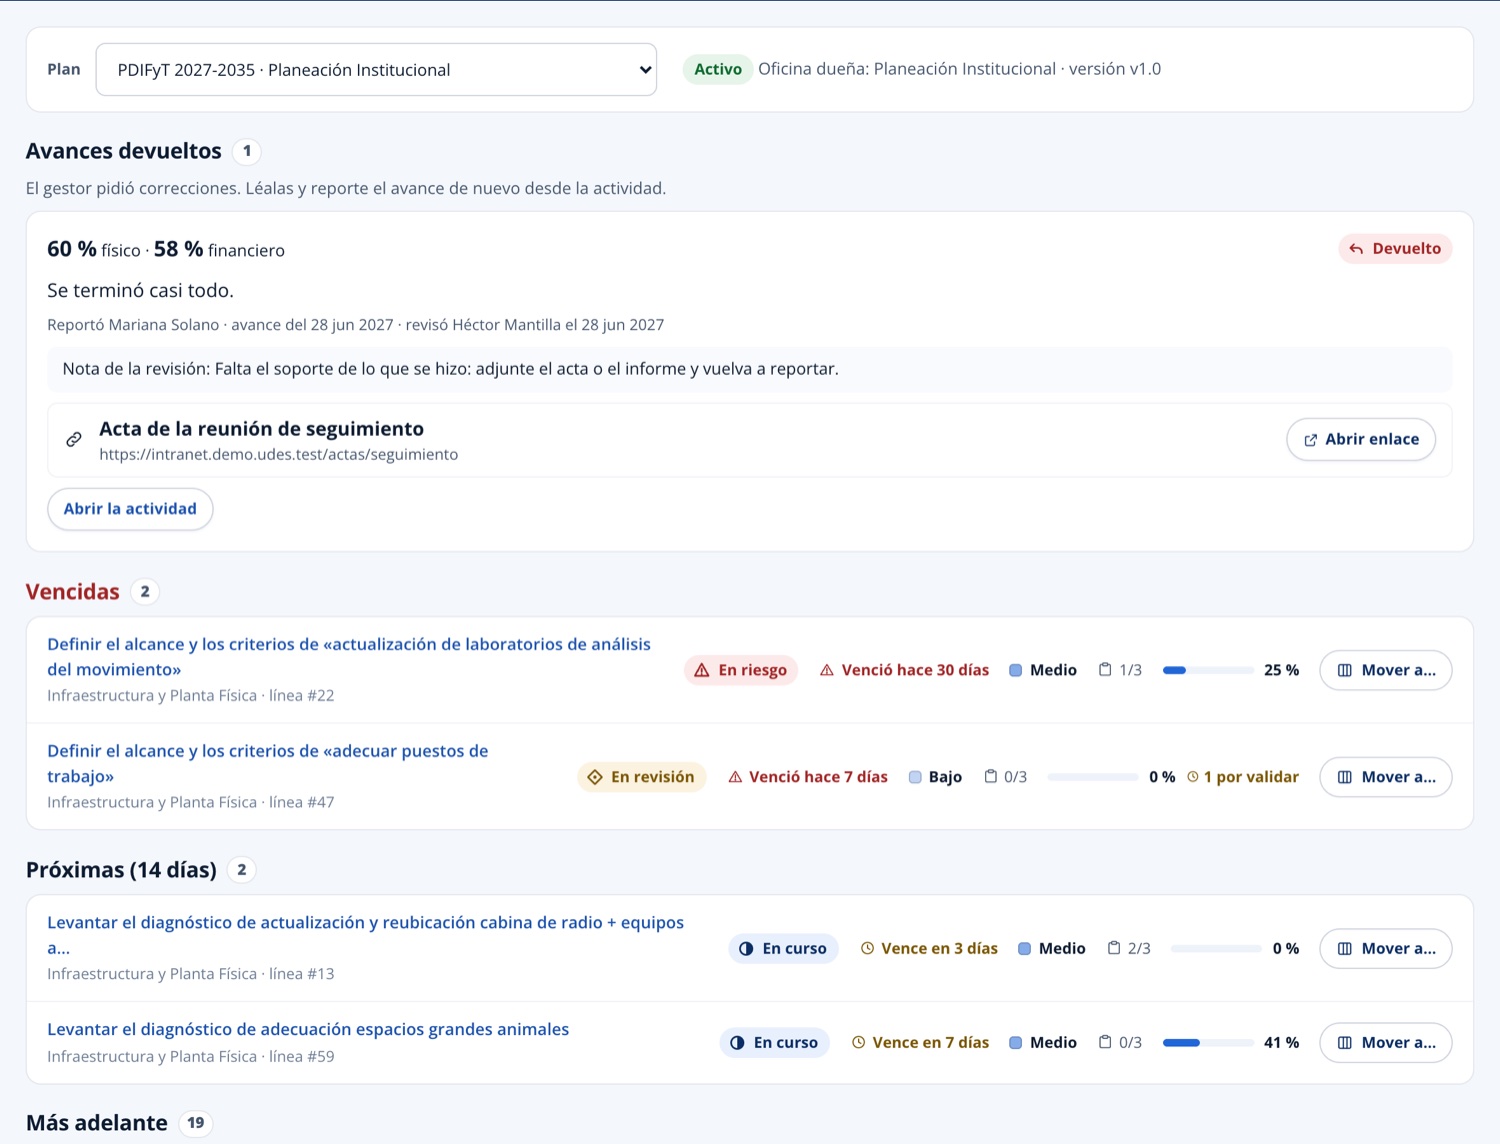 Plan
PDIFyT 2027-2035 · Planeación Institucional
Activo Oficina dueña: Planeación Institucional · versión v1.0
Avances devueltos 1
El gestor pidió correcciones. Léalas y reporte el avance de nuevo desde la actividad.
60 % físico · 58 % financiero
Devuelto
Se terminó casi todo.
Reportó Mariana Solano · avance del 28 jun 2027 · revisó Héctor Mantilla el 28 jun 2027
Nota de la revisión: Falta el soporte de lo que se hizo: adjunte el acta o el informe y vuelva a reportar.
Acta de la reunión de seguimiento
https://intranet.demo.udes.test/actas/seguimiento
Abrir enlace
Abrir la actividad
Vencidas 2
Definir el alcance y los criterios de «actualización de laboratorios de análisis
del movimiento»
Infraestructura y Planta Física · línea #22
En riesgo Venció hace 30 días Medio 1/3 25 % Mover a...
Definir el alcance y los criterios de «adecuar puestos de
trabajo»
Infraestructura y Planta Física · línea #47
En revisión Venció hace 7 días Bajo 0/3 0 % 1 por validar Mover a...
Próximas (14 días) 2
Levantar el diagnóstico de actualización y reubicación cabina de radio + equipos
a...
Infraestructura y Planta Física · línea #13
En curso Vence en 3 días Medio 2/3 0 % Mover a...
Levantar el diagnóstico de adecuación espacios grandes animales
Infraestructura y Planta Física · línea #59
En curso Vence en 7 días Medio 0/3 41 % Mover a...
Más adelante 19